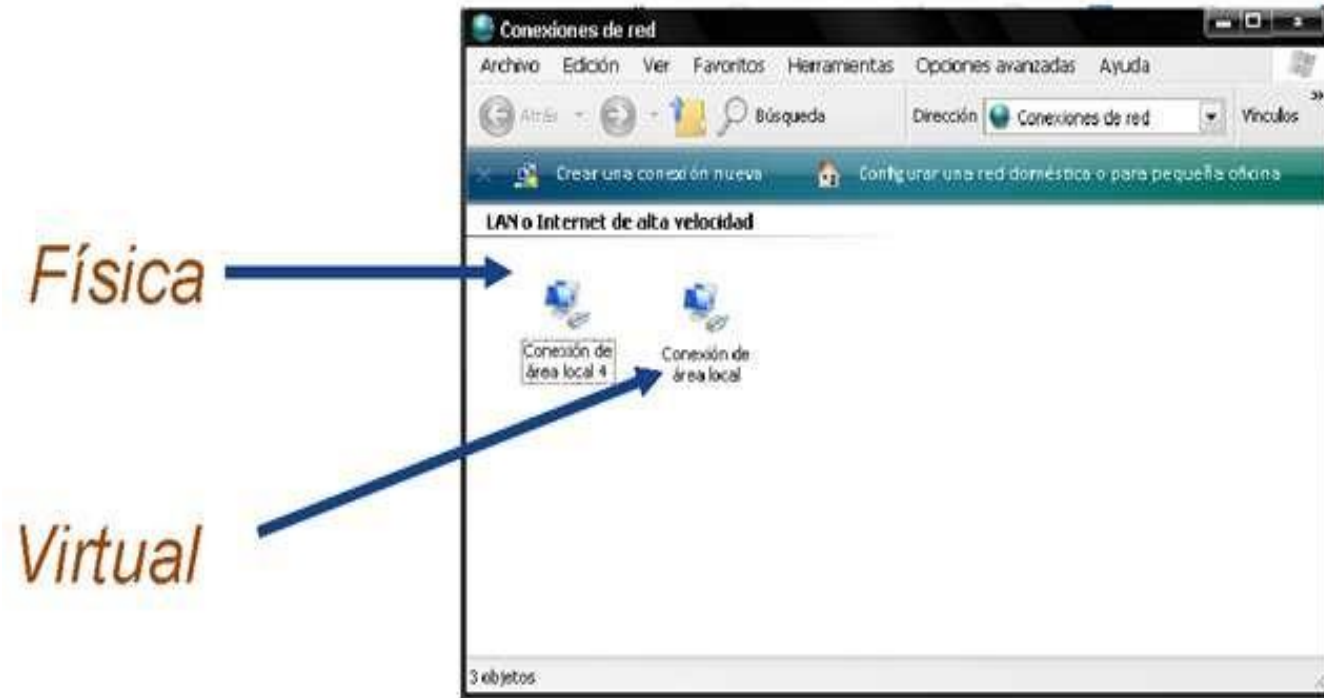 Conexiones de red
Archivo Edición Ver Favoritos Herramientas Opciones avanzadas Ayuda
Atrás Búsqueda Dirección Conexiones de red Vínculos »
Crear una conexión nueva Configurar una red doméstica o para pequeña oficina
LAN o Internet de alta velocidad
Física
Conexión de
área local 4
Conexión de
área local
Virtual
3 objetos